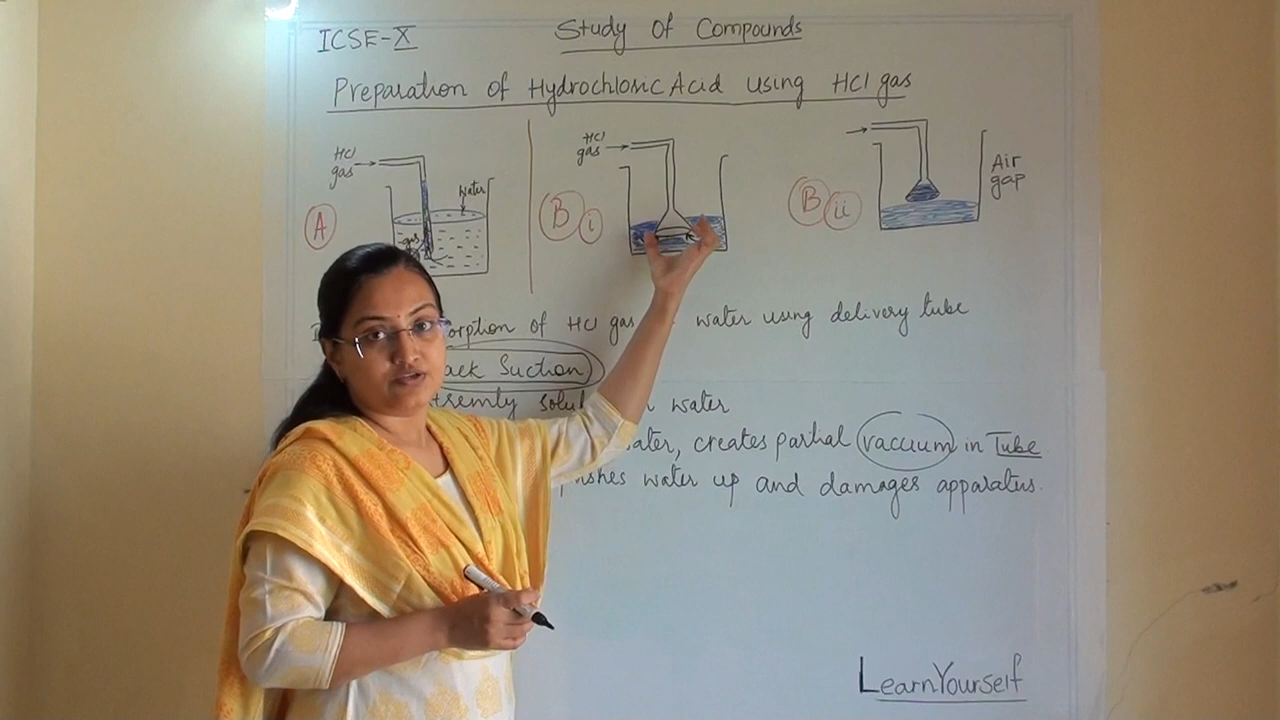 ICSE-X
Study Of Compounds
Preparation of Hydrochloric Acid using HCl gas
HCl
gas
water
gas
A
HCl
gas
B i
B ii
Air
gap
orption of HCl gas water using delivery tube
ack Suction
tremly solu water
ater, creates partial vaccium in Tube
pushes water up and damages apparatus.
LearnYourself